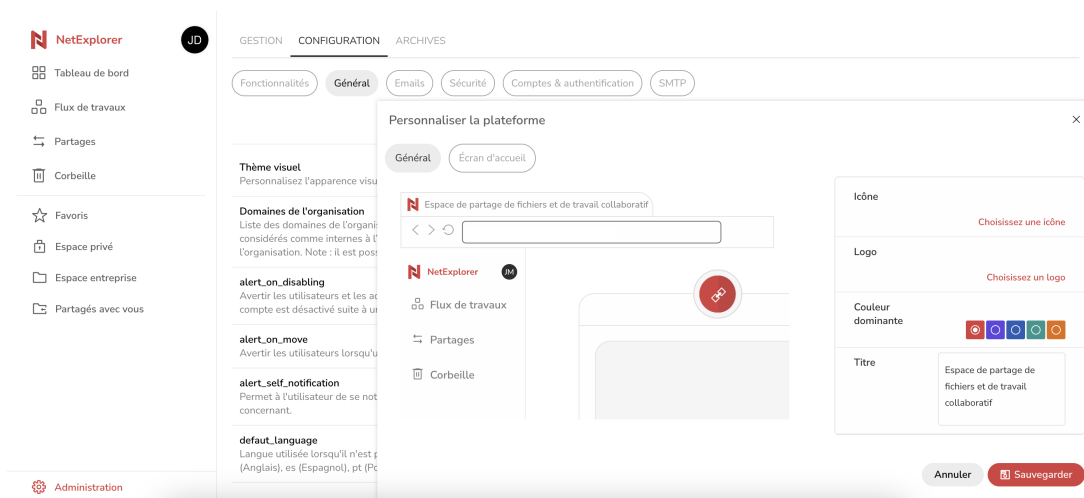 NetExplorer
JD
Tableau de bord
Flux de travaux
Partages
Corbeille
Favoris
Espace privé
Espace entreprise
Partagés avec vous
Administration
GESTION CONFIGURATION ARCHIVES
Fonctionnalités Général Emails Sécurité Comptes & authentification SMTP
Thème visuel
Personnalisez l'apparence visu
Domaines de l'organisation
Liste des domaines de l'organi
considérés comme internes à l'
l'organisation. Note : il est poss
alert_on_disabling
Avertir les utilisateurs et les ad
compte est désactivé suite à un
alert_on_move
Avertir les utilisateurs lorsqu'u
alert_self_notification
Permet à l'utilisateur de se not
concernant.
defaut_language
Langue utilisée lorsqu'il n'est p
(Anglais), es (Espagnol), pt (Po
Personnaliser la plateforme
Général Écran d'accueil
Espace de partage de fichiers et de travail collaboratif
NetExplorer JM
Flux de travaux
Partages
Corbeille
Icône
Choisissez une icône
Logo
Choisissez un logo
Couleur
dominante
Titre
Espace de partage de
fichiers et de travail
collaboratif
Annuler Sauvegarder